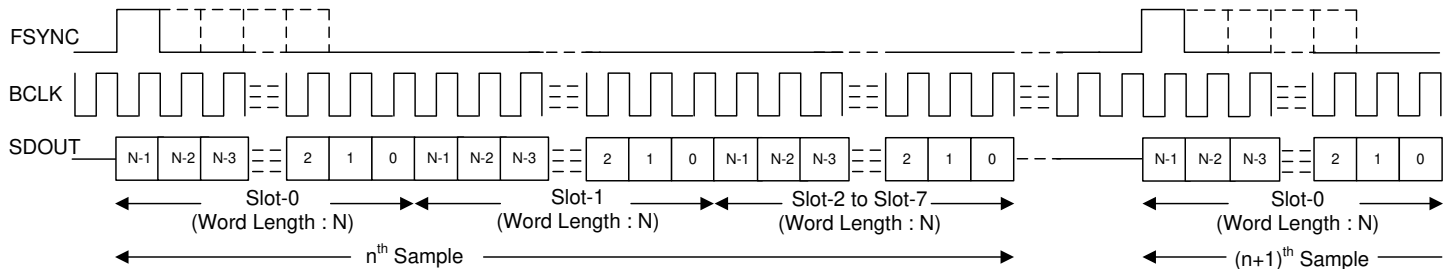 FSYNC
BCLK
SDOUT N-1 N-2 N-3 2 1 0 N-1 N-2 N-3 2 1 0 N-1 N-2 N-3 2 1 0 N-1 N-2 N-3 2 1 0
Slot-0 Slot-1 Slot-2 to Slot-7 Slot-0
(Word Length : N) (Word Length : N) (Word Length : N) (Word Length : N)
nth Sample (n+1)th Sample